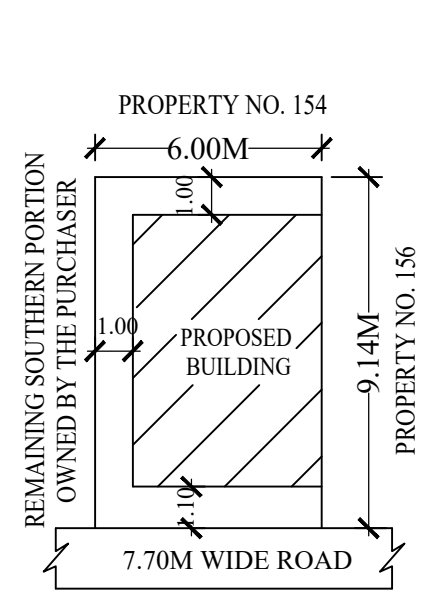 PROPERTY NO. 154
6.00M
1.00
REMAINING SOUTHERN PORTION
OWNED BY THE PURCHASER
1.00
PROPOSED
BUILDING
9.14M
PROPERTY NO. 156
1.10
7.70M WIDE ROAD